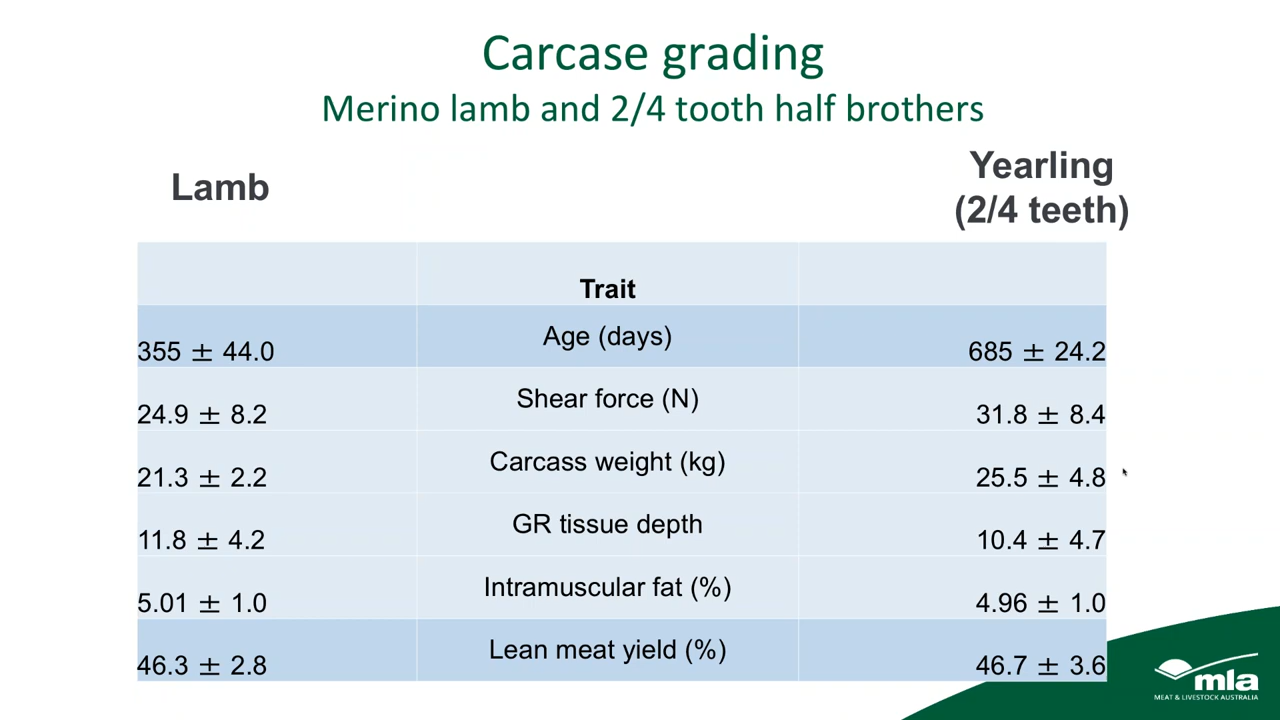 Carcase grading
Merino lamb and 2/4 tooth half brothers
Lamb
Yearling
(2/4 teeth)
Trait
355 ± 44.0 Age (days) 685 ± 24.2
24.9 ± 8.2 Shear force (N) 31.8 ± 8.4
21.3 ± 2.2 Carcass weight (kg) 25.5 ± 4.8
11.8 ± 4.2 GR tissue depth 10.4 ± 4.7
5.01 ± 1.0 Intramuscular fat (%) 4.96 ± 1.0
46.3 ± 2.8 Lean meat yield (%) 46.7 ± 3.6
mla
MEAT & LIVESTOCK AUSTRALIA